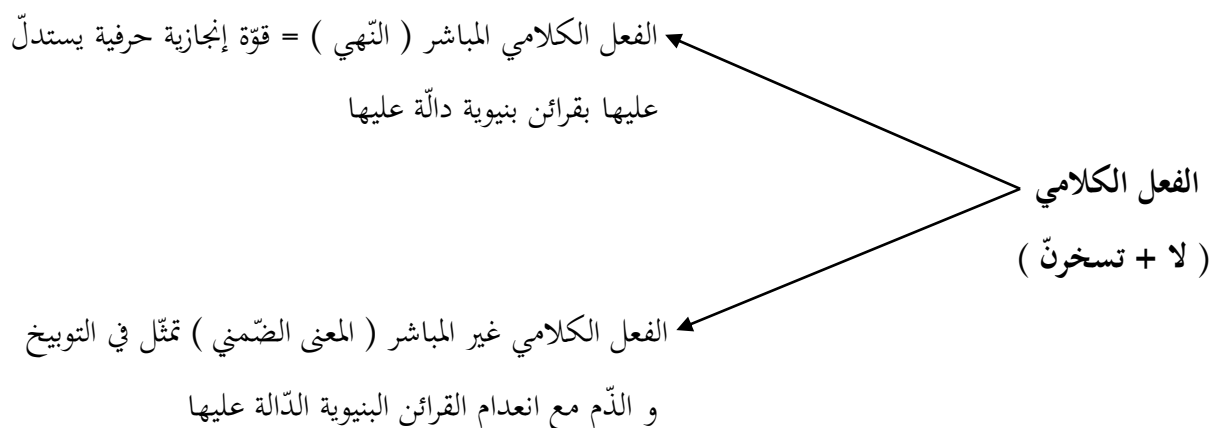 الفعل الكلامي المباشر ( النّهي ) = قوّة إنجازية حرفية يستدلّ
عليها بقرائن بنيوية دالّة عليها
الفعل الكلامي
( لا + تسخرنّ )
الفعل الكلامي غير المباشر ( المعنى الضّمني ) تمثّل في التوبيخ
و الذّم مع انعدام القرائن البنيوية الدّالة عليها